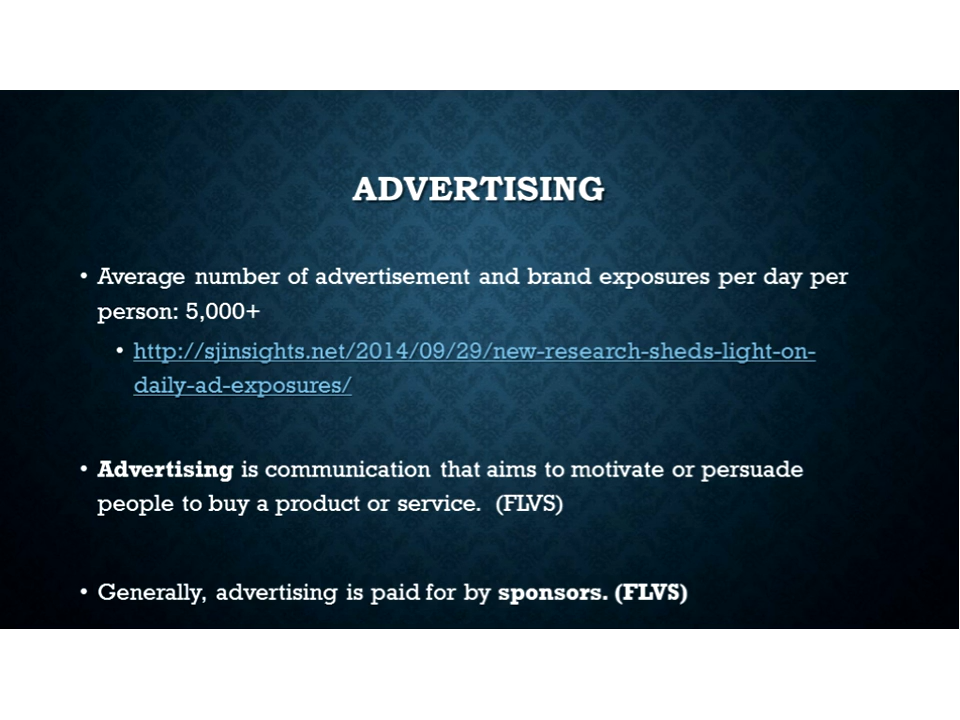 ADVERTISING
• Average number of advertisement and brand exposures per day per
person: 5,000+
• http://sjinsights.net/2014/09/29/new-research-sheds-light-on-
daily-ad-exposures/
• Advertising is communication that aims to motivate or persuade
people to buy a product or service. (FLVS)
• Generally, advertising is paid for by sponsors. (FLVS)